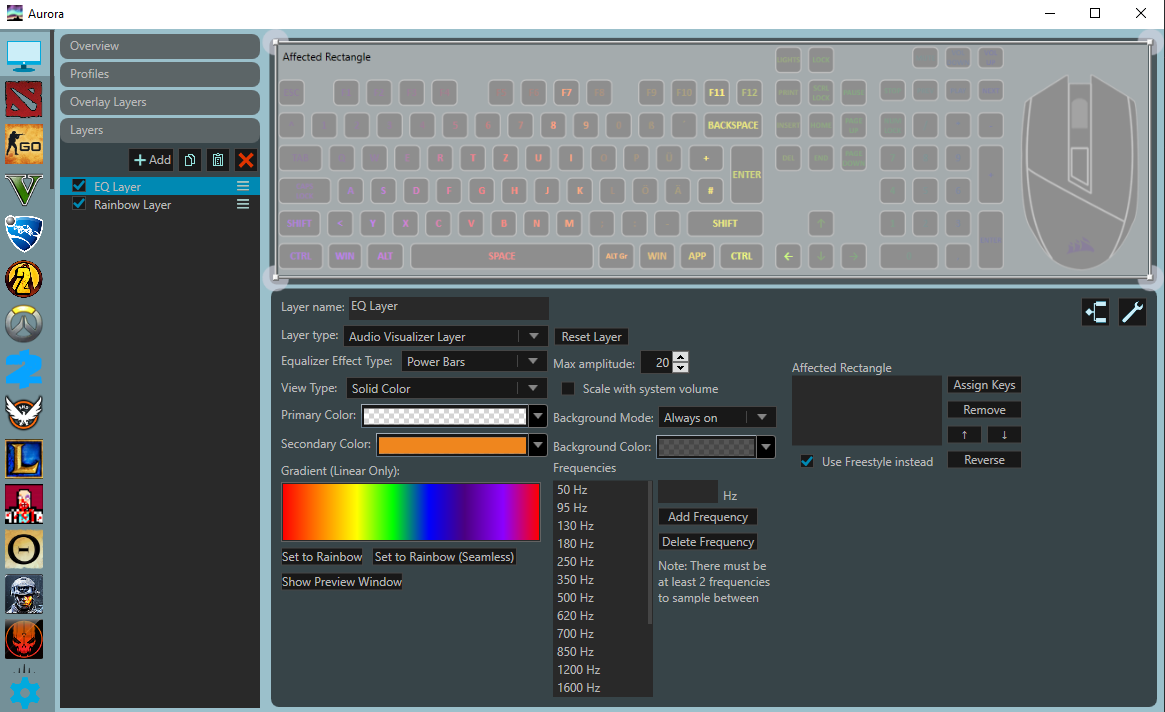 Aurora
Overview
Profiles
Overlay Layers
Layers
+ Add
EQ Layer
Rainbow Layer
Affected Rectangle
F7 F9 F10 F11 F12
8 9 BACKSPACE
R T Z U I O P Ü +
ENTER
A S D F G H J K L Ö Ä #
SHIFT < Y X C V B N M SHIFT
CTRL WIN ALT SPACE ALT Gr WIN APP CTRL
GO
Layer name: EQ Layer
Layer type: Audio Visualizer Layer Reset Layer
Equalizer Effect Type: Power Bars Max amplitude: 20
View Type: Solid Color Scale with system volume
Primary Color: Background Mode: Always on
Secondary Color: Background Color:
Gradient (Linear Only):
Set to Rainbow Set to Rainbow (Seamless)
Show Preview Window
Frequencies
50 Hz
95 Hz
130 Hz
180 Hz
250 Hz
350 Hz
500 Hz
620 Hz
700 Hz
850 Hz
1200 Hz
1600 Hz
Hz
Add Frequency
Delete Frequency
Note: There must be
at least 2 frequencies
to sample between
Affected Rectangle
Assign Keys
Remove
↑ ↓
Reverse
Use Freestyle instead